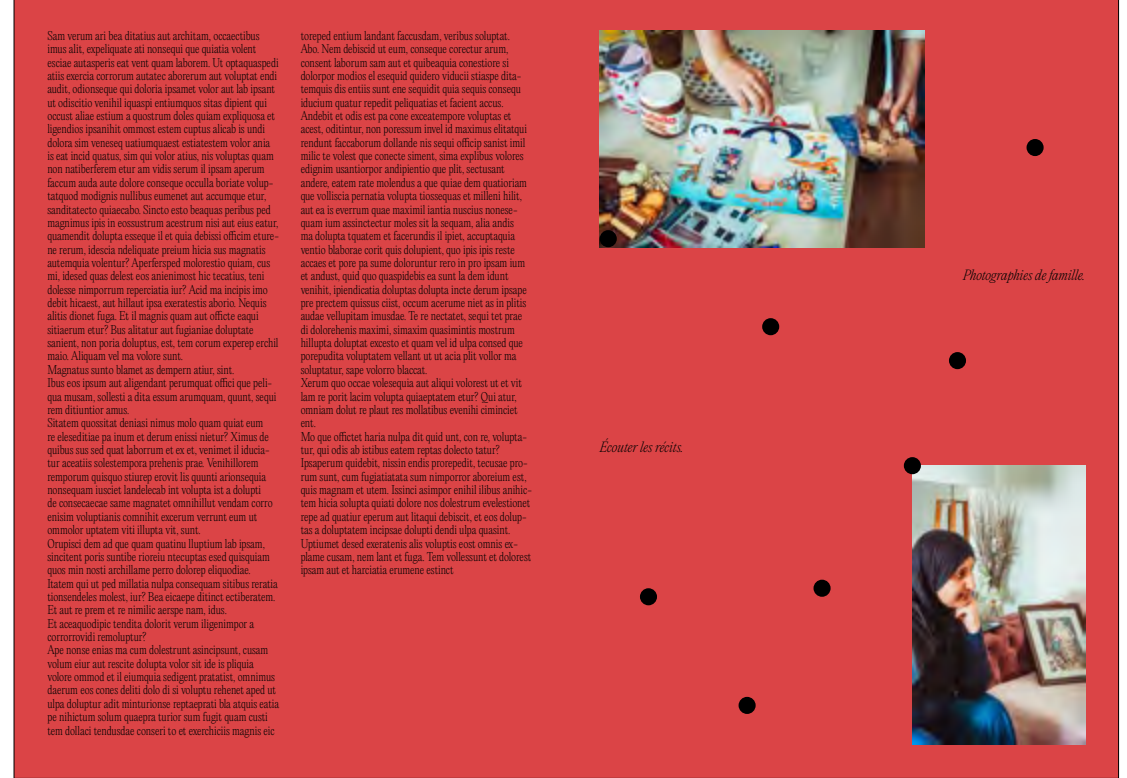 Sam verum ari bea ditatius aut architam, occaectibus
imus alit, expeliquate ati nonsequi que quiatia volent
esciae autasperis eat vent quam laborem. Ut optaquaspedi
atiis exercia corrorum autatec aborerum aut voluptat endi
audit, odionseque qui doloria ipsamet volor aut lab ipsant
ut odiscitio venihil iquaspi entiumquos sitas dipient qui
occust aliae estium a quostrum doles quiam expliquosa et
ligendios ipsanihit ommost estem cuptus alicab is undi
dolora sim veneseq uatiumquaest estiatestem volor ania
is eat incid quatus, sim qui volor atius, nis voluptas quam
non natiberferem etur am vidis serum il ipsam aperum
faccum auda aute dolore conseque occulla boriate volup-
tatquod modignis nullibus eumenet aut accumque etur,
sanditatecto quiaecabo. Sincto esto beaquas peribus ped
magnimus ipis in eossustrum acestrum nisi aut eius eatur,
quamendit dolupta esseque il et quia debissi officim eture-
ne rerum, idescia ndeliquate preium hicia sus magnatis
autemquia volentur? Aperfersped molorestio quiam, cus
mi, idesed quas delest eos anienimost hic tecatius, teni
dolesse nimporrum reperciatia iur? Acid ma incipis imo
debit hicaest, aut hillaut ipsa exeratestis aborio. Nequis
alitis dionet fuga. Et il magnis quam aut officte eaqui
sitiaerum etur? Bus alitatur aut fugianiae doluptate
sanient, non poria doluptus, est, tem corum experep erchil
maio. Aliquam vel ma volore sunt.
Magnatus sunto blamet as dempern atiur, sint.
Ibus eos ipsum aut aligendant perumquat offici que peli-
qua musam, sollesti a dita essum arumquam, quunt, sequi
rem ditiuntior amus.
Sitatem quossitat deniasi nimus molo quam quiat eum
re eleseditiae pa inum et derum enissi nietur? Ximus de
quibus sus sed quat laborrum et ex et, venimet il iducia-
tur aceatiis solestempora prehenis prae. Venihillorem
remporum quisquo stiurep erovit lis quunti arionsequia
nonsequam iusciet landelecab int volupta ist a dolupti
de consecaecae same magnatet omnihillut vendam corro
enisim voluptianis comnihit excerum verrunt eum ut
ommolor uptatem viti illupta vit, sunt.
Orupisci dem ad que quam quatinu lluptium lab ipsam,
sincitent poris suntibe rioreiu ntecuptas esed quisquiam
quos min nosti archillame perro dolorep eliquodiae.
Itatem qui ut ped millatia nulpa consequam sitibus reratia
tionsendeles molest, iur? Bea eicaepe ditinct ectiberatem.
Et aut re prem et re nimilic aerspe nam, idus.
Et aceaquodipic tendita dolorit verum iligenimpor a
corrorrovidi remoluptur?
Ape nonse enias ma cum dolestrunt asincipsunt, cusam
volum eiur aut rescite dolupta volor sit ide is pliquia
volore ommod et il eiumquia sedigent pratatist, omnimus
daerum eos cones deliti dolo di si voluptu rehenet aped ut
ulpa doluptur adit minturionse reptaeprati bla atquis eatia
pe nihictum solum quaepra turior sum fugit quam custi
tem dollaci tendusdae conseri to et exerchiciis magnis eic
toreped entium landant faccusdam, veribus soluptat.
Abo. Nem debiscid ut eum, conseque corectur arum,
consent laborum sam aut et quibeaquia conestiore si
dolorpor modios el esequid quidero viducii stiaspe dita-
temquis dis entiis sunt ene sequidit quia sequis consequ
iducium quatur repedit peliquatias et facient accus.
Andebit et odis est pa cone exceatempore voluptas et
acest, oditintur, non poressum invel id maximus elitatqui
rendunt faccaborum dollande nis sequi officip sanist imil
milic te volest que conecte siment, sima explibus volores
edignim usantiorpor andipientio que plit, sectusant
andere, eatem rate molendus a que quiae dem quatioriam
que volliscia pernatia volupta tiossequas et milleni hilit,
aut ea is everrum quae maximil iantia nuscius nonese-
quam ium assinctectur moles sit la sequam, alia andis
ma dolupta tquatem et facerundis il ipiet, accuptaquia
ventio blaborae corit quis dolupient, quo ipis ipis reste
accaes et pore pa sume doloruntur rero in pro ipsam ium
et andust, quid quo quaspidebis ea sunt la dem idunt
venihit, ipiendicatia doluptas dolupta incte derum ipsape
pre prectem quissus ciist, occum acerume niet as in plitis
audae vellupitam imusdae. Te re nectatet, sequi tet prae
di dolorehenis maximi, simaxim quasimintis mostrum
hillupta doluptat excesto et quam vel id ulpa consed que
porepudita voluptatem vellant ut ut acia plit vollor ma
soluptatur, sape volorro blaccat.
Xerum quo occae volesequia aut aliqui volorest ut et vit
lam re porit lacim volupta quiaeptatem etur? Qui atur,
omniam dolut re plaut res mollatibus evenihi ciminciet
ent.
Mo que offictet haria nulpa dit quid unt, con re, volupta-
tur, qui odis ab istibus eatem reptas dolecto tatur?
Ipsaperum quidebit, nissin endis prorepedit, tecusae pro-
rum sunt, cum fugiatiatata sum nimporror aboreium est,
quis magnam et utem. Issinci asimpor enihil ilibus anihic-
tem hicia solupta quiati dolore nos dolestrum evelestionet
repe ad quatiur eperum aut litaqui debiscit, et eos dolup-
tas a doluptatem incipsae dolupti dendi ulpa quasint.
Uptiumet desed exeratenis alis voluptis eost omnis ex-
plame cusam, nem lant et fuga. Tem vollessunt et dolorest
ipsam aut et harciatia erumene estinct
Photographies de famille.
Écouter les récits.